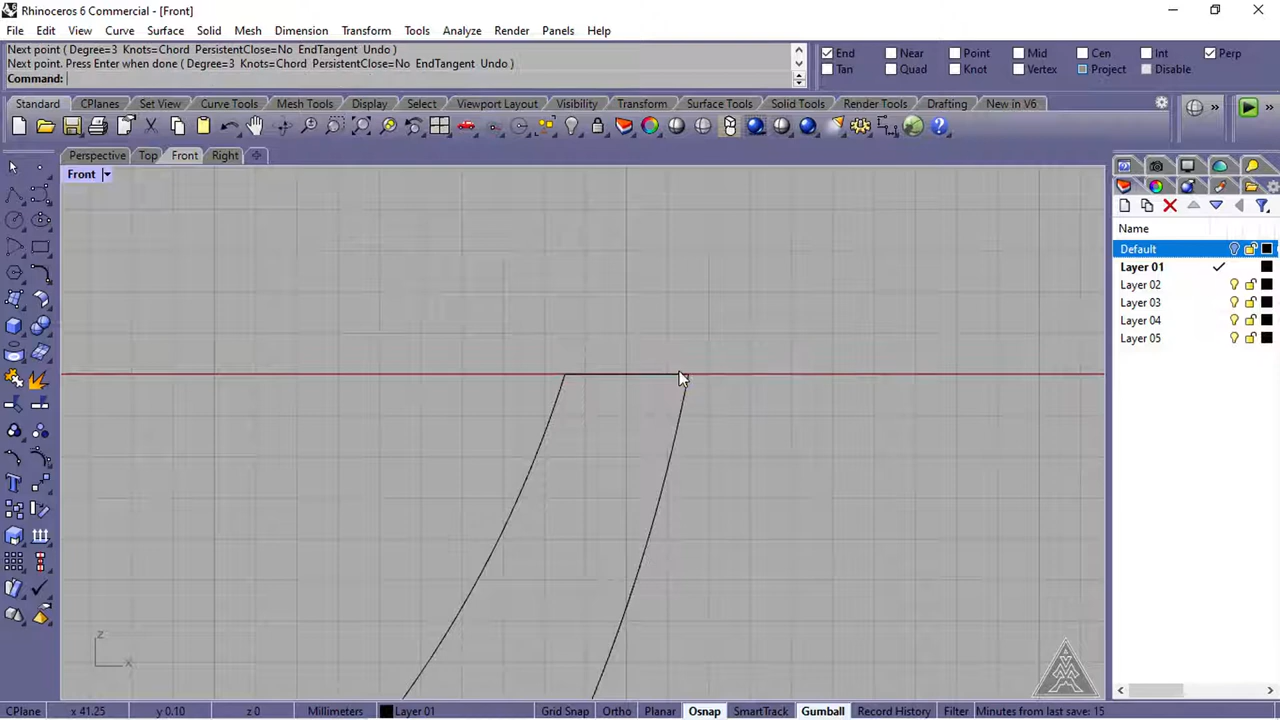 Rhinoceros 6 Commercial - [Front]
File Edit View Curve Surface Solid Mesh Dimension Transform Tools Analyze Render Panels Help
Next point ( Degree=3 Knots=Chord PersistentClose=No EndTangent Undo )
Next point. Press Enter when done ( Degree=3 Knots=Chord PersistentClose=No EndTangent Undo )
Command:
End Near Point Mid Cen Int Perp
Tan Quad Knot Vertex Project Disable
Standard CPlanes Set View Curve Tools Mesh Tools Display Select Viewport Layout Visibility Transform Surface Tools Solid Tools Render Tools Drafting New in V6
Perspective Top Front Right
Front
Name
Default
Layer 01
Layer 02
Layer 03
Layer 04
Layer 05
z
x
CPlane x 41.25 y 0.10 z 0 Millimeters Layer 01 Grid Snap Ortho Planar Osnap SmartTrack Gumball Record History Filter Minutes from last save: 15